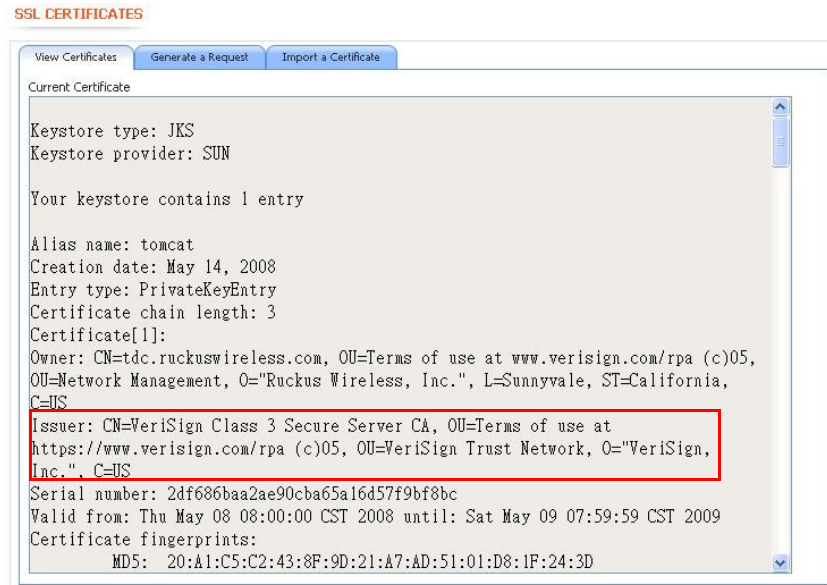 SSL CERTIFICATES
View Certificates
Generate a Request
Import a Certificate
Current Certificate
Keystore type: JKS
Keystore provider: SUN
Your keystore contains 1 entry
Alias name: tomcat
Creation date: May 14, 2008
Entry type: PrivateKeyEntry
Certificate chain length: 3
Certificate[1]:
Owner: CN=tdc.ruckuswireless.com, OU=Terms of use at www.verisign.com/rpa (c)05,
OU=Network Management, O="Ruckus Wireless, Inc.", L=Sunnyvale, ST=California,
C=US
Issuer: CN=VeriSign Class 3 Secure Server CA, OU=Terms of use at
https://www.verisign.com/rpa (c)05, OU=VeriSign Trust Network, O="VeriSign,
Inc.", C=US
Serial number: 2df686baa2ae90cba65a16d57f9bf8bc
Valid from: Thu May 08 08:00:00 CST 2008 until: Sat May 09 07:59:59 CST 2009
Certificate fingerprints:
MD5: 20:A1:C5:C2:43:8F:9D:21:A7:AD:51:01:D8:1F:24:3D